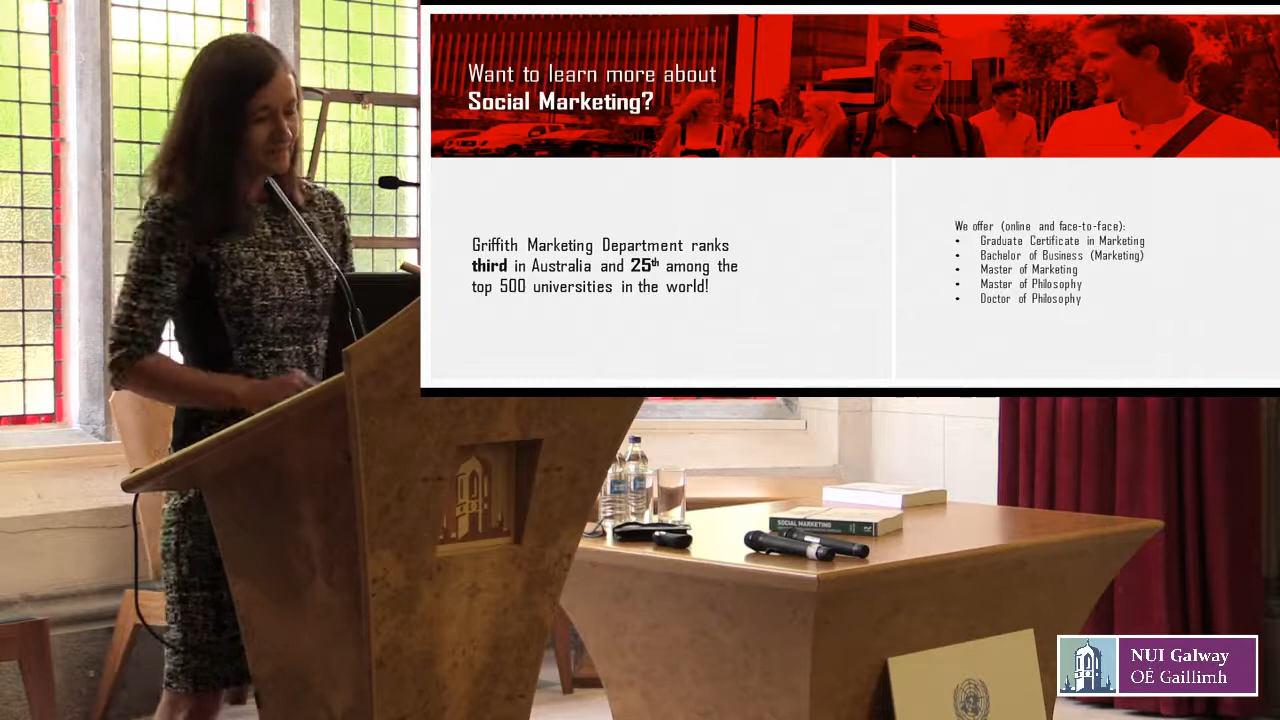 Want to learn more about
Social Marketing?
Griffith Marketing Department ranks
third in Australia and 25th among the
top 500 universities in the world!
We offer (online and face-to-face):
• Graduate Certificate in Marketing
• Bachelor of Business (Marketing)
• Master of Marketing
• Master of Philosophy
• Doctor of Philosophy
SOCIAL MARKETING
NUI Galway
OÉ Gaillimh